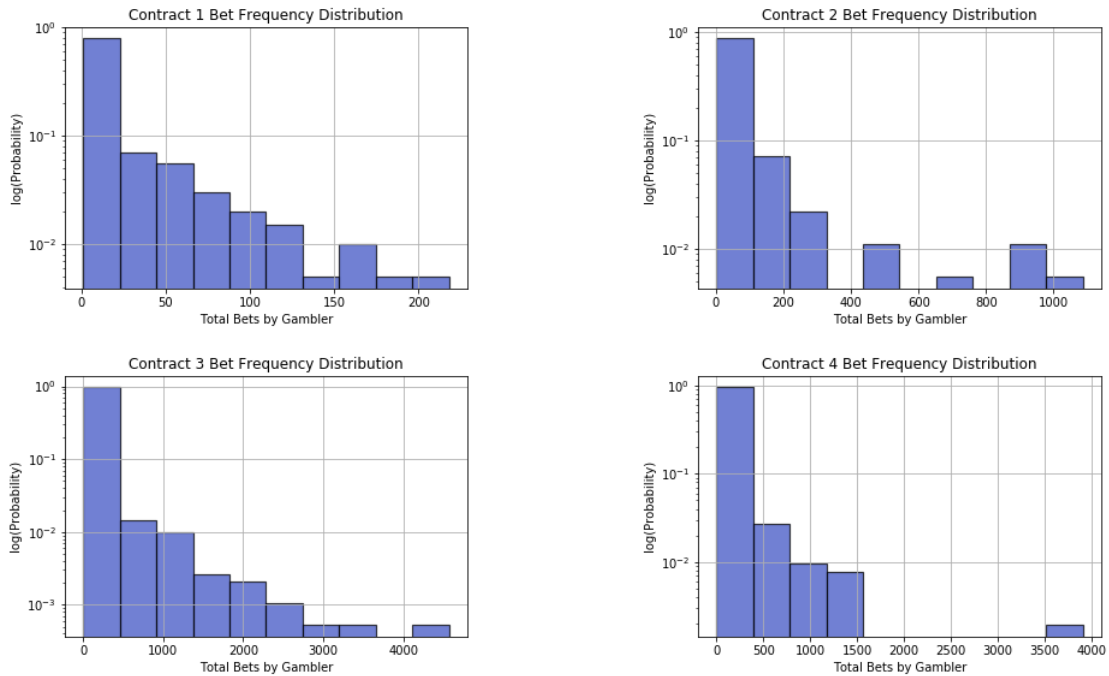 Contract 1 Bet Frequency Distribution
10^0
10^-1
10^-2
log(Probability)
0 50 100 150 200
Total Bets by Gambler
Contract 2 Bet Frequency Distribution
10^0
10^-1
10^-2
log(Probability)
0 200 400 600 800 1000
Total Bets by Gambler
Contract 3 Bet Frequency Distribution
10^0
10^-1
10^-2
10^-3
log(Probability)
0 1000 2000 3000 4000
Total Bets by Gambler
Contract 4 Bet Frequency Distribution
10^0
10^-1
10^-2
log(Probability)
0 500 1000 1500 2000 2500 3000 3500 4000
Total Bets by Gambler